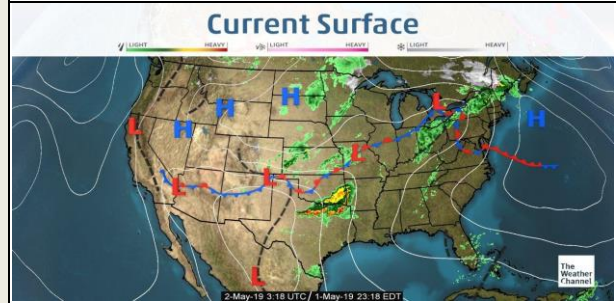 Current Surface
LIGHT HEAVY LIGHT HEAVY LIGHT HEAVY
L
H
H
H
H
L
L
L
L
L
The
Weather
Channel
2-May-19 3:18 UTC / 1-May-19 23:18 EDT